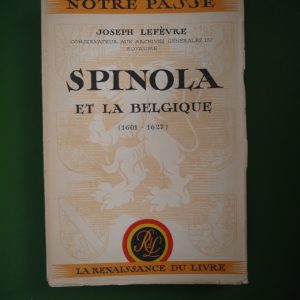 NOTRE PASSÉ
JOSEPH LEFÈVRE
CONSERVATEUR AUX ARCHIVES GÉNÉRALES DU
ROYAUME
SPINOLA
ET LA BELGIQUE
(1601 - 1627)
RL
LA RENAISSANCE DU LIVRE